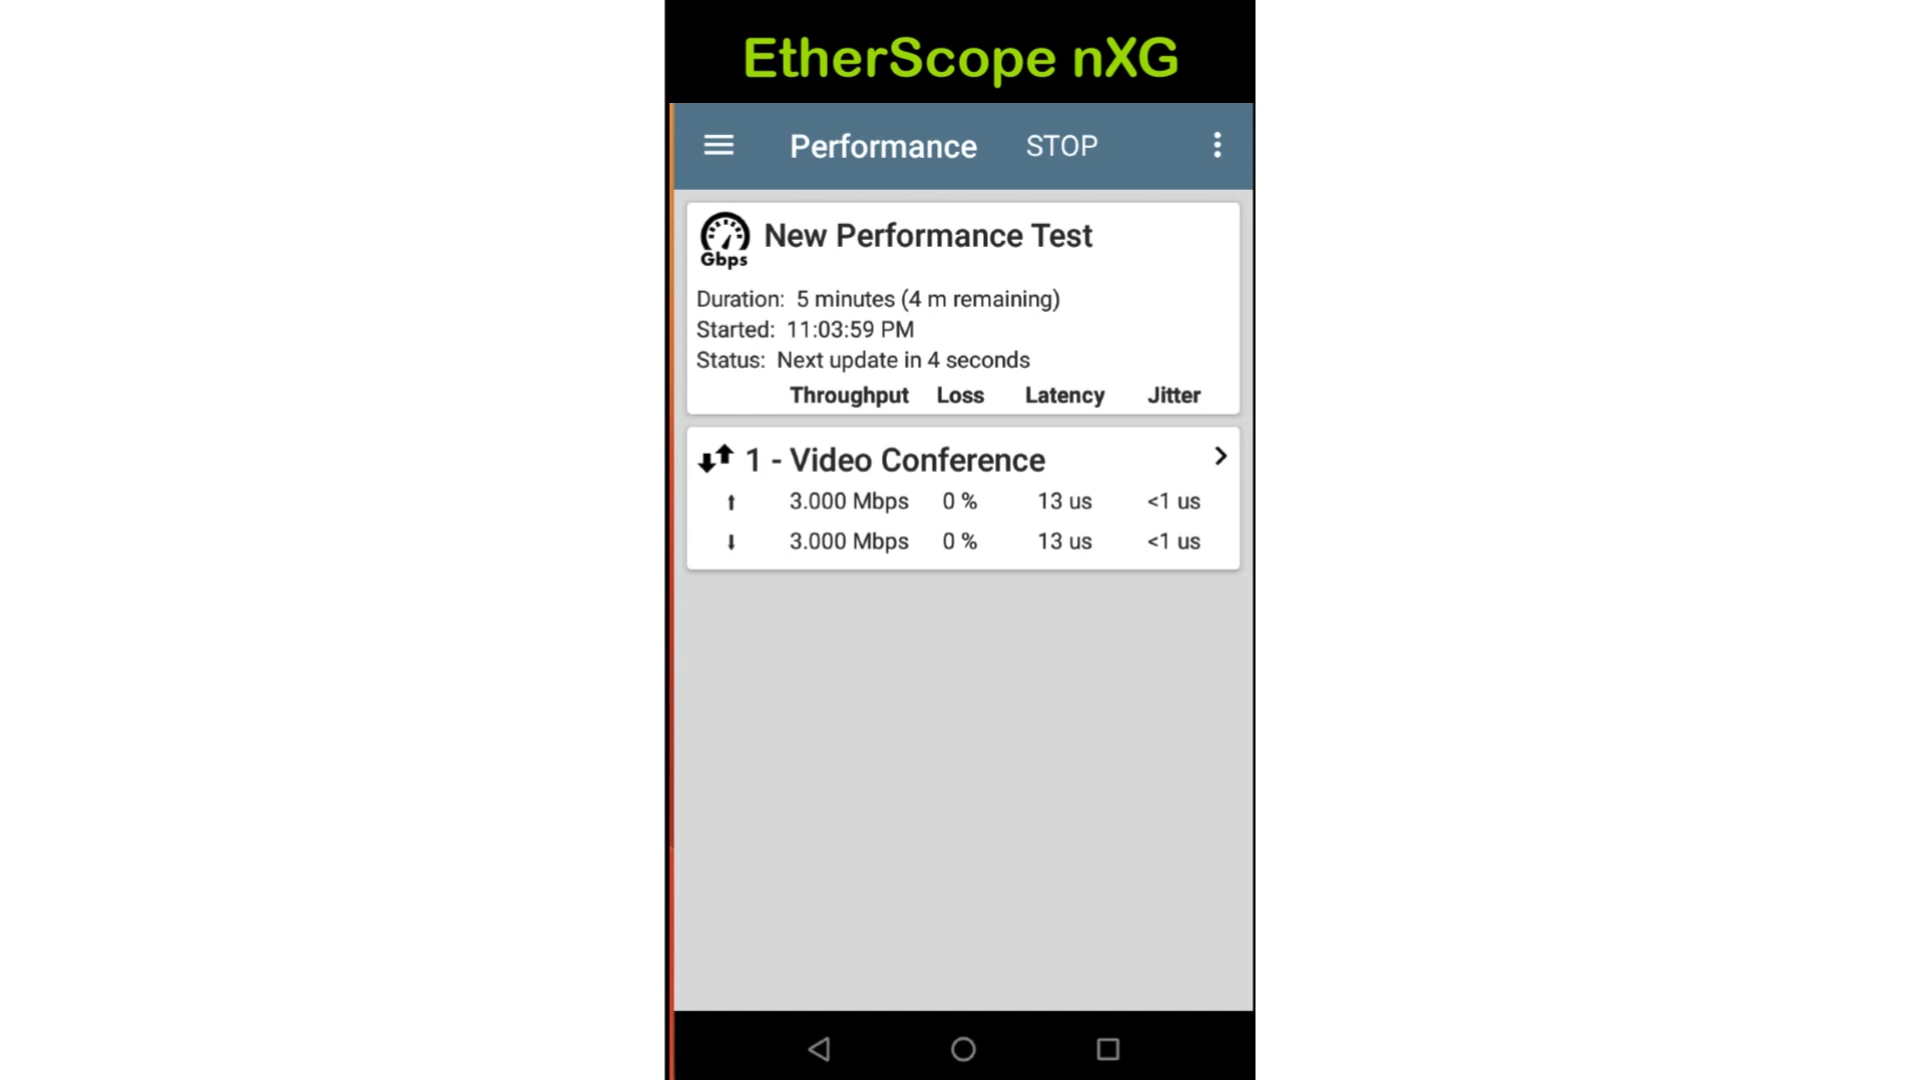 EtherScope nXG
Performance STOP
Gbps
New Performance Test
Duration: 5 minutes (4 m remaining)
Started: 11:03:59 PM
Status: Next update in 4 seconds
Throughput Loss Latency Jitter
1 - Video Conference
3.000 Mbps 0 % 13 us <1 us
3.000 Mbps 0 % 13 us <1 us